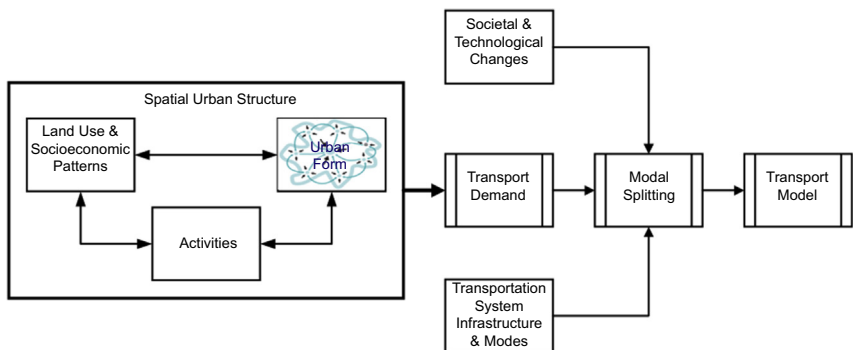 Societal &
Technological
Changes
Spatial Urban Structure
Land Use &
Socioeconomic
Patterns
Urban
Form
Activities
Transport
Demand
Modal
Splitting
Transport
Model
Transportation
System
Infrastructure
& Modes